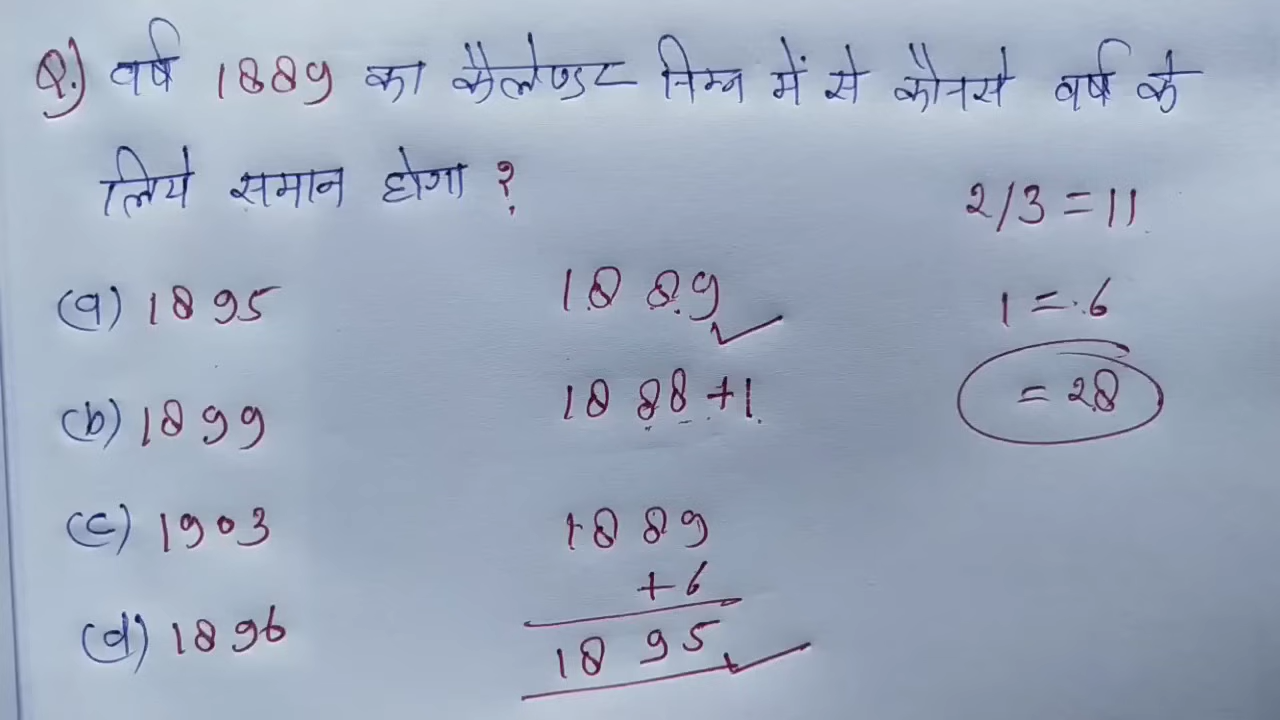 Q.) वर्ष 1889 का कैलेण्डर निम्न में से कौनसे वर्ष के
लिये समान होगा ?
2/3 = 11
(a) 1895
1889
1 = 6
(b) 1899
1888 +1
= 28
(c) 1903
1889
+6
(d) 1896
1895